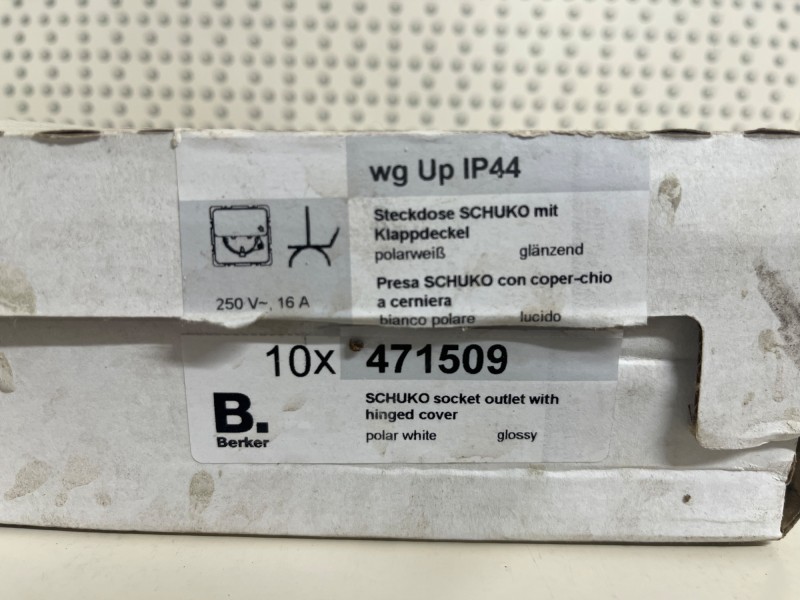 wg Up IP44
Steckdose SCHUKO mit
Klappdeckel
polarweiß glänzend
Presa SCHUKO con coper-chio
a cerniera
bianco polare lucido
250 V~, 16 A
10x 471509
SCHUKO socket outlet with
hinged cover
polar white glossy
B.
Berker